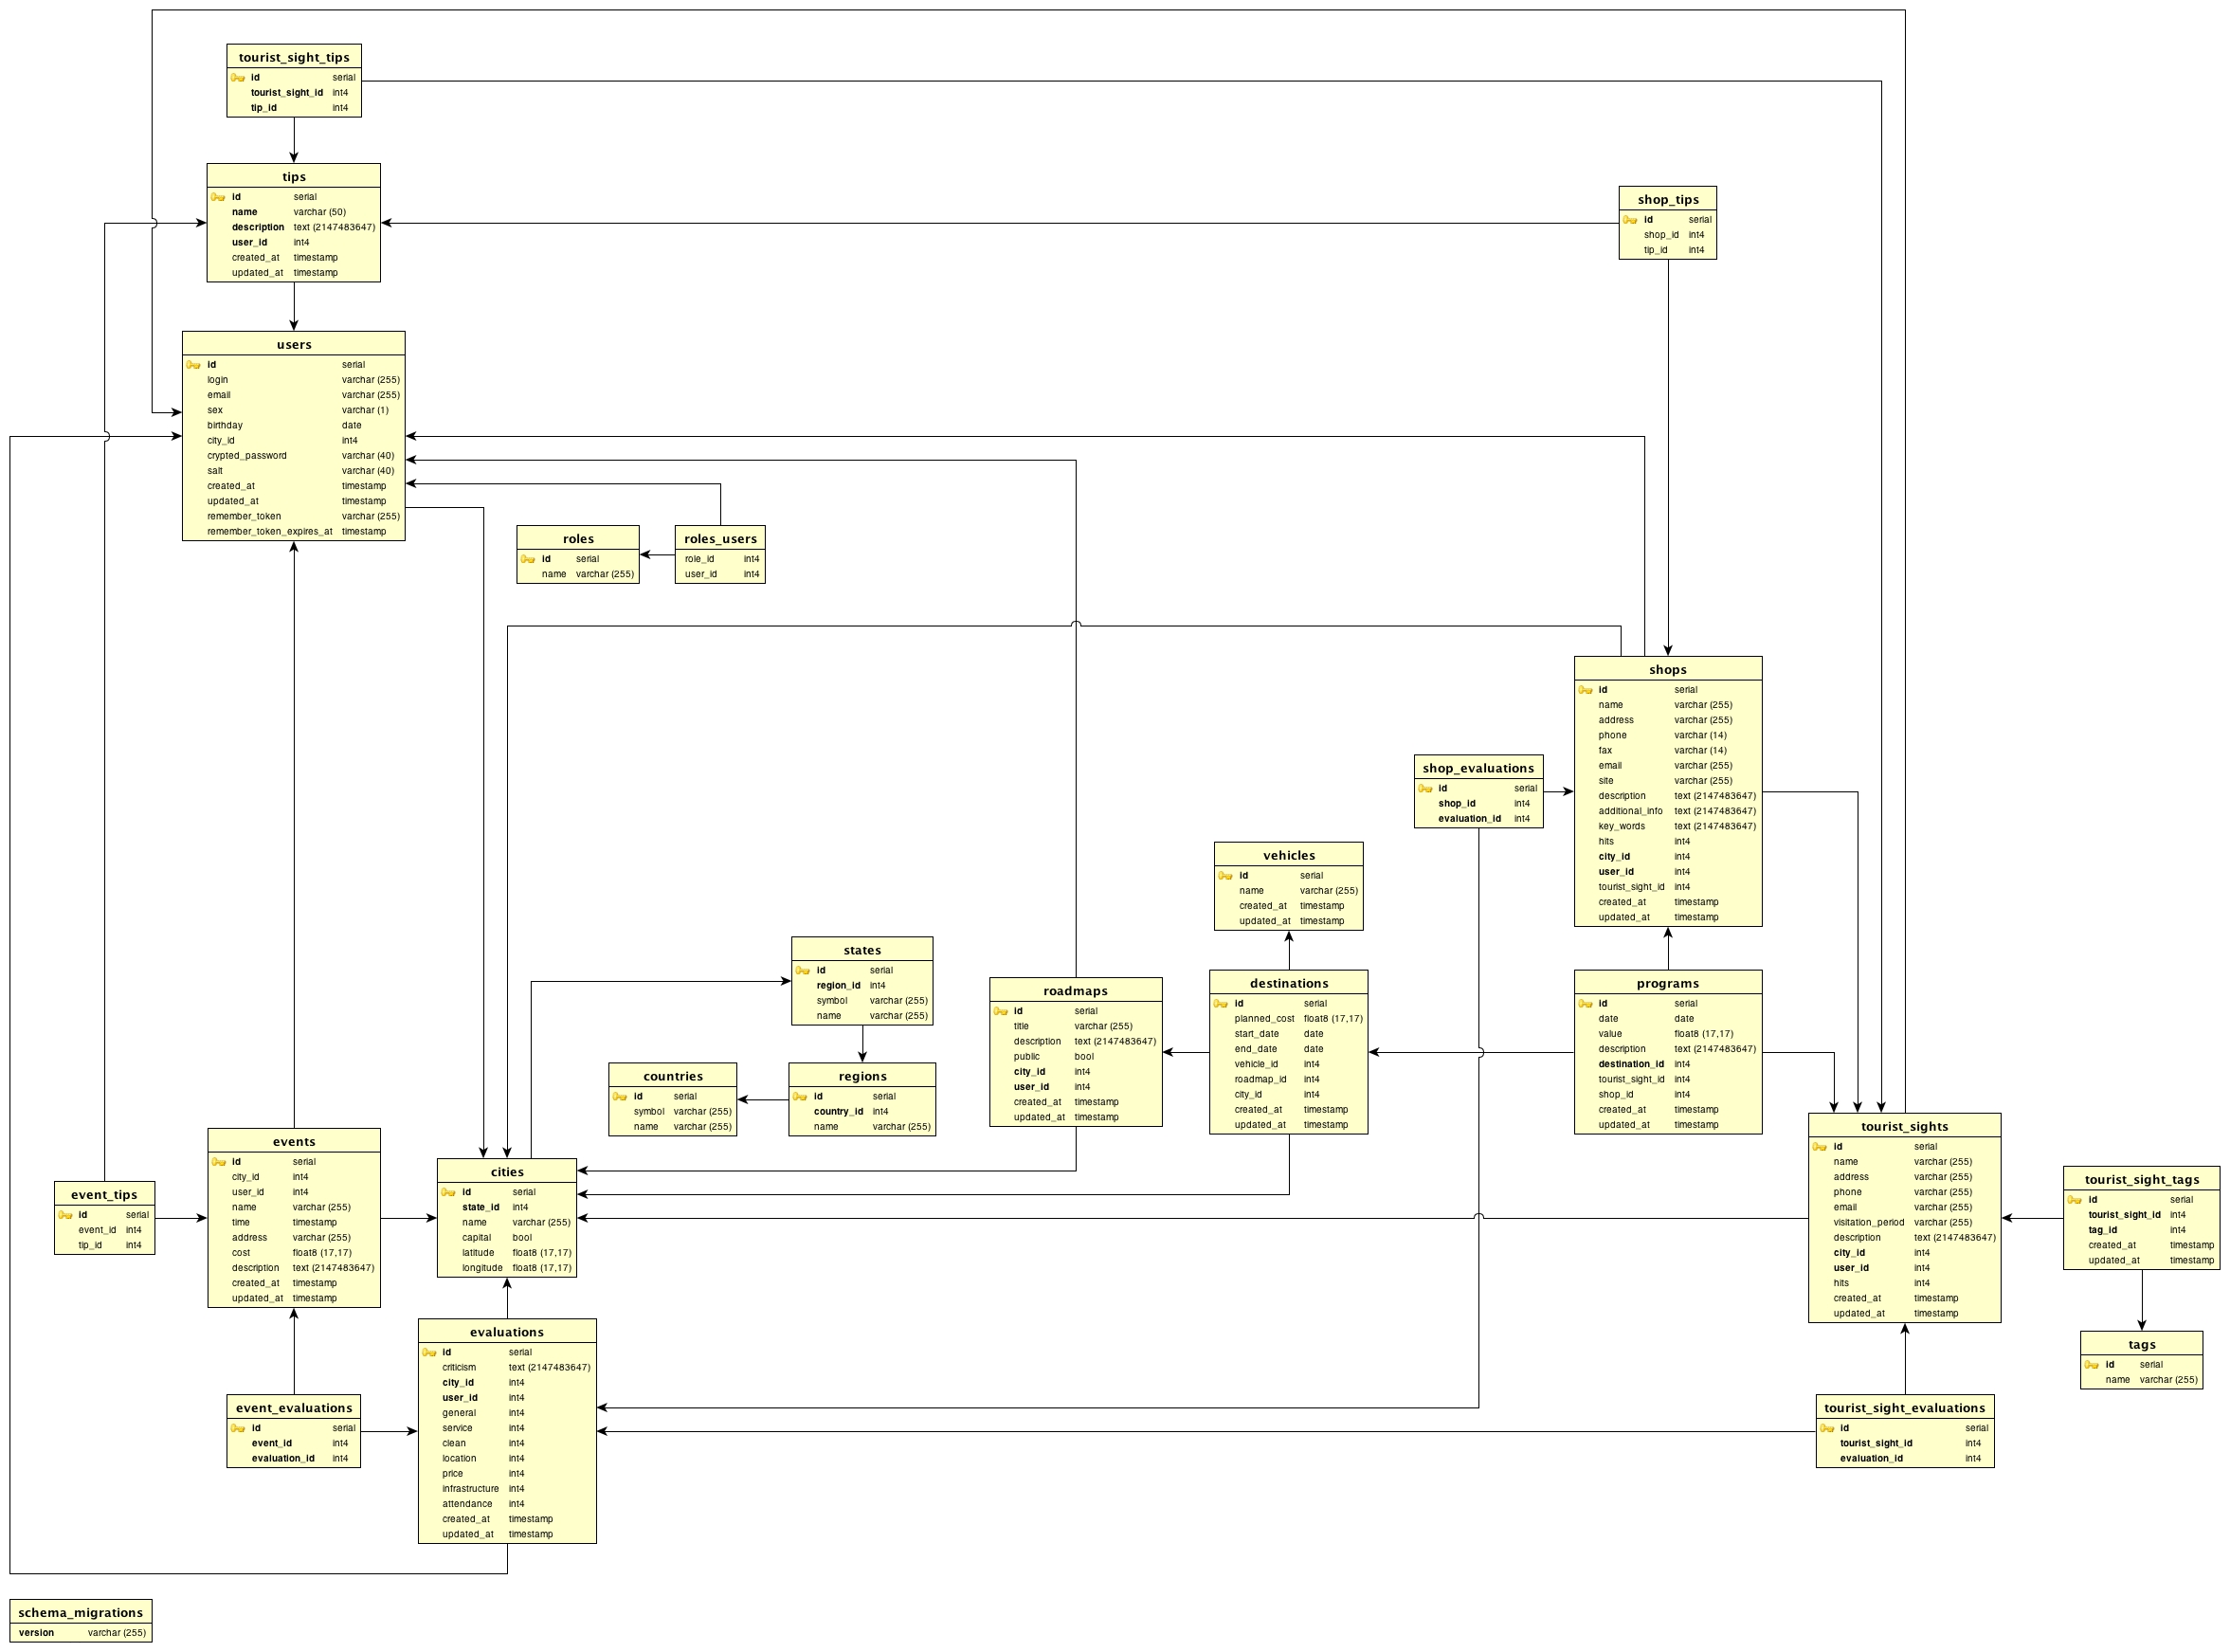 tourist_sight_tips
id serial
tourist_sight_id int4
tip_id int4
tips
id serial
name varchar (50)
description text (2147483647)
user_id int4
created_at timestamp
updated_at timestamp
shop_tips
id serial
shop_id int4
tip_id int4
users
id serial
login varchar (255)
email varchar (255)
sex varchar (1)
birthday date
city_id int4
crypted_password varchar (40)
salt varchar (40)
created_at timestamp
updated_at timestamp
remember_token varchar (255)
remember_token_expires_at timestamp
roles
id serial
name varchar (255)
roles_users
role_id int4
user_id int4
shops
id serial
name varchar (255)
address varchar (255)
phone varchar (14)
fax varchar (14)
email varchar (255)
site varchar (255)
description text (2147483647)
additional_info text (2147483647)
key_words text (2147483647)
hits int4
city_id int4
user_id int4
tourist_sight_id int4
created_at timestamp
updated_at timestamp
shop_evaluations
id serial
shop_id int4
evaluation_id int4
vehicles
id serial
name varchar (255)
created_at timestamp
updated_at timestamp
states
id serial
region_id int4
symbol varchar (255)
name varchar (255)
roadmaps
id serial
title varchar (255)
description text (2147483647)
public bool
city_id int4
user_id int4
created_at timestamp
updated_at timestamp
destinations
id serial
planned_cost float8 (17,17)
start_date date
end_date date
vehicle_id int4
roadmap_id int4
city_id int4
created_at timestamp
updated_at timestamp
programs
id serial
date date
value float8 (17,17)
description text (2147483647)
destination_id int4
tourist_sight_id int4
shop_id int4
created_at timestamp
updated_at timestamp
countries
id serial
symbol varchar (255)
name varchar (255)
regions
id serial
country_id int4
name varchar (255)
events
id serial
city_id int4
user_id int4
name varchar (255)
time timestamp
address varchar (255)
cost float8 (17,17)
description text (2147483647)
created_at timestamp
updated_at timestamp
event_tips
id serial
event_id int4
tip_id int4
cities
id serial
state_id int4
name varchar (255)
capital bool
latitude float8 (17,17)
longitude float8 (17,17)
tourist_sights
id serial
name varchar (255)
address varchar (255)
phone varchar (255)
email varchar (255)
visitation_period varchar (255)
description text (2147483647)
city_id int4
user_id int4
hits int4
created_at timestamp
updated_at timestamp
tourist_sight_tags
id serial
tourist_sight_id int4
tag_id int4
created_at timestamp
updated_at timestamp
tags
id serial
name varchar (255)
evaluations
id serial
criticism text (2147483647)
city_id int4
user_id int4
general int4
service int4
clean int4
location int4
price int4
infrastructure int4
attendance int4
created_at timestamp
updated_at timestamp
event_evaluations
id serial
event_id int4
evaluation_id int4
tourist_sight_evaluations
id serial
tourist_sight_id int4
evaluation_id int4
schema_migrations
version varchar (255)